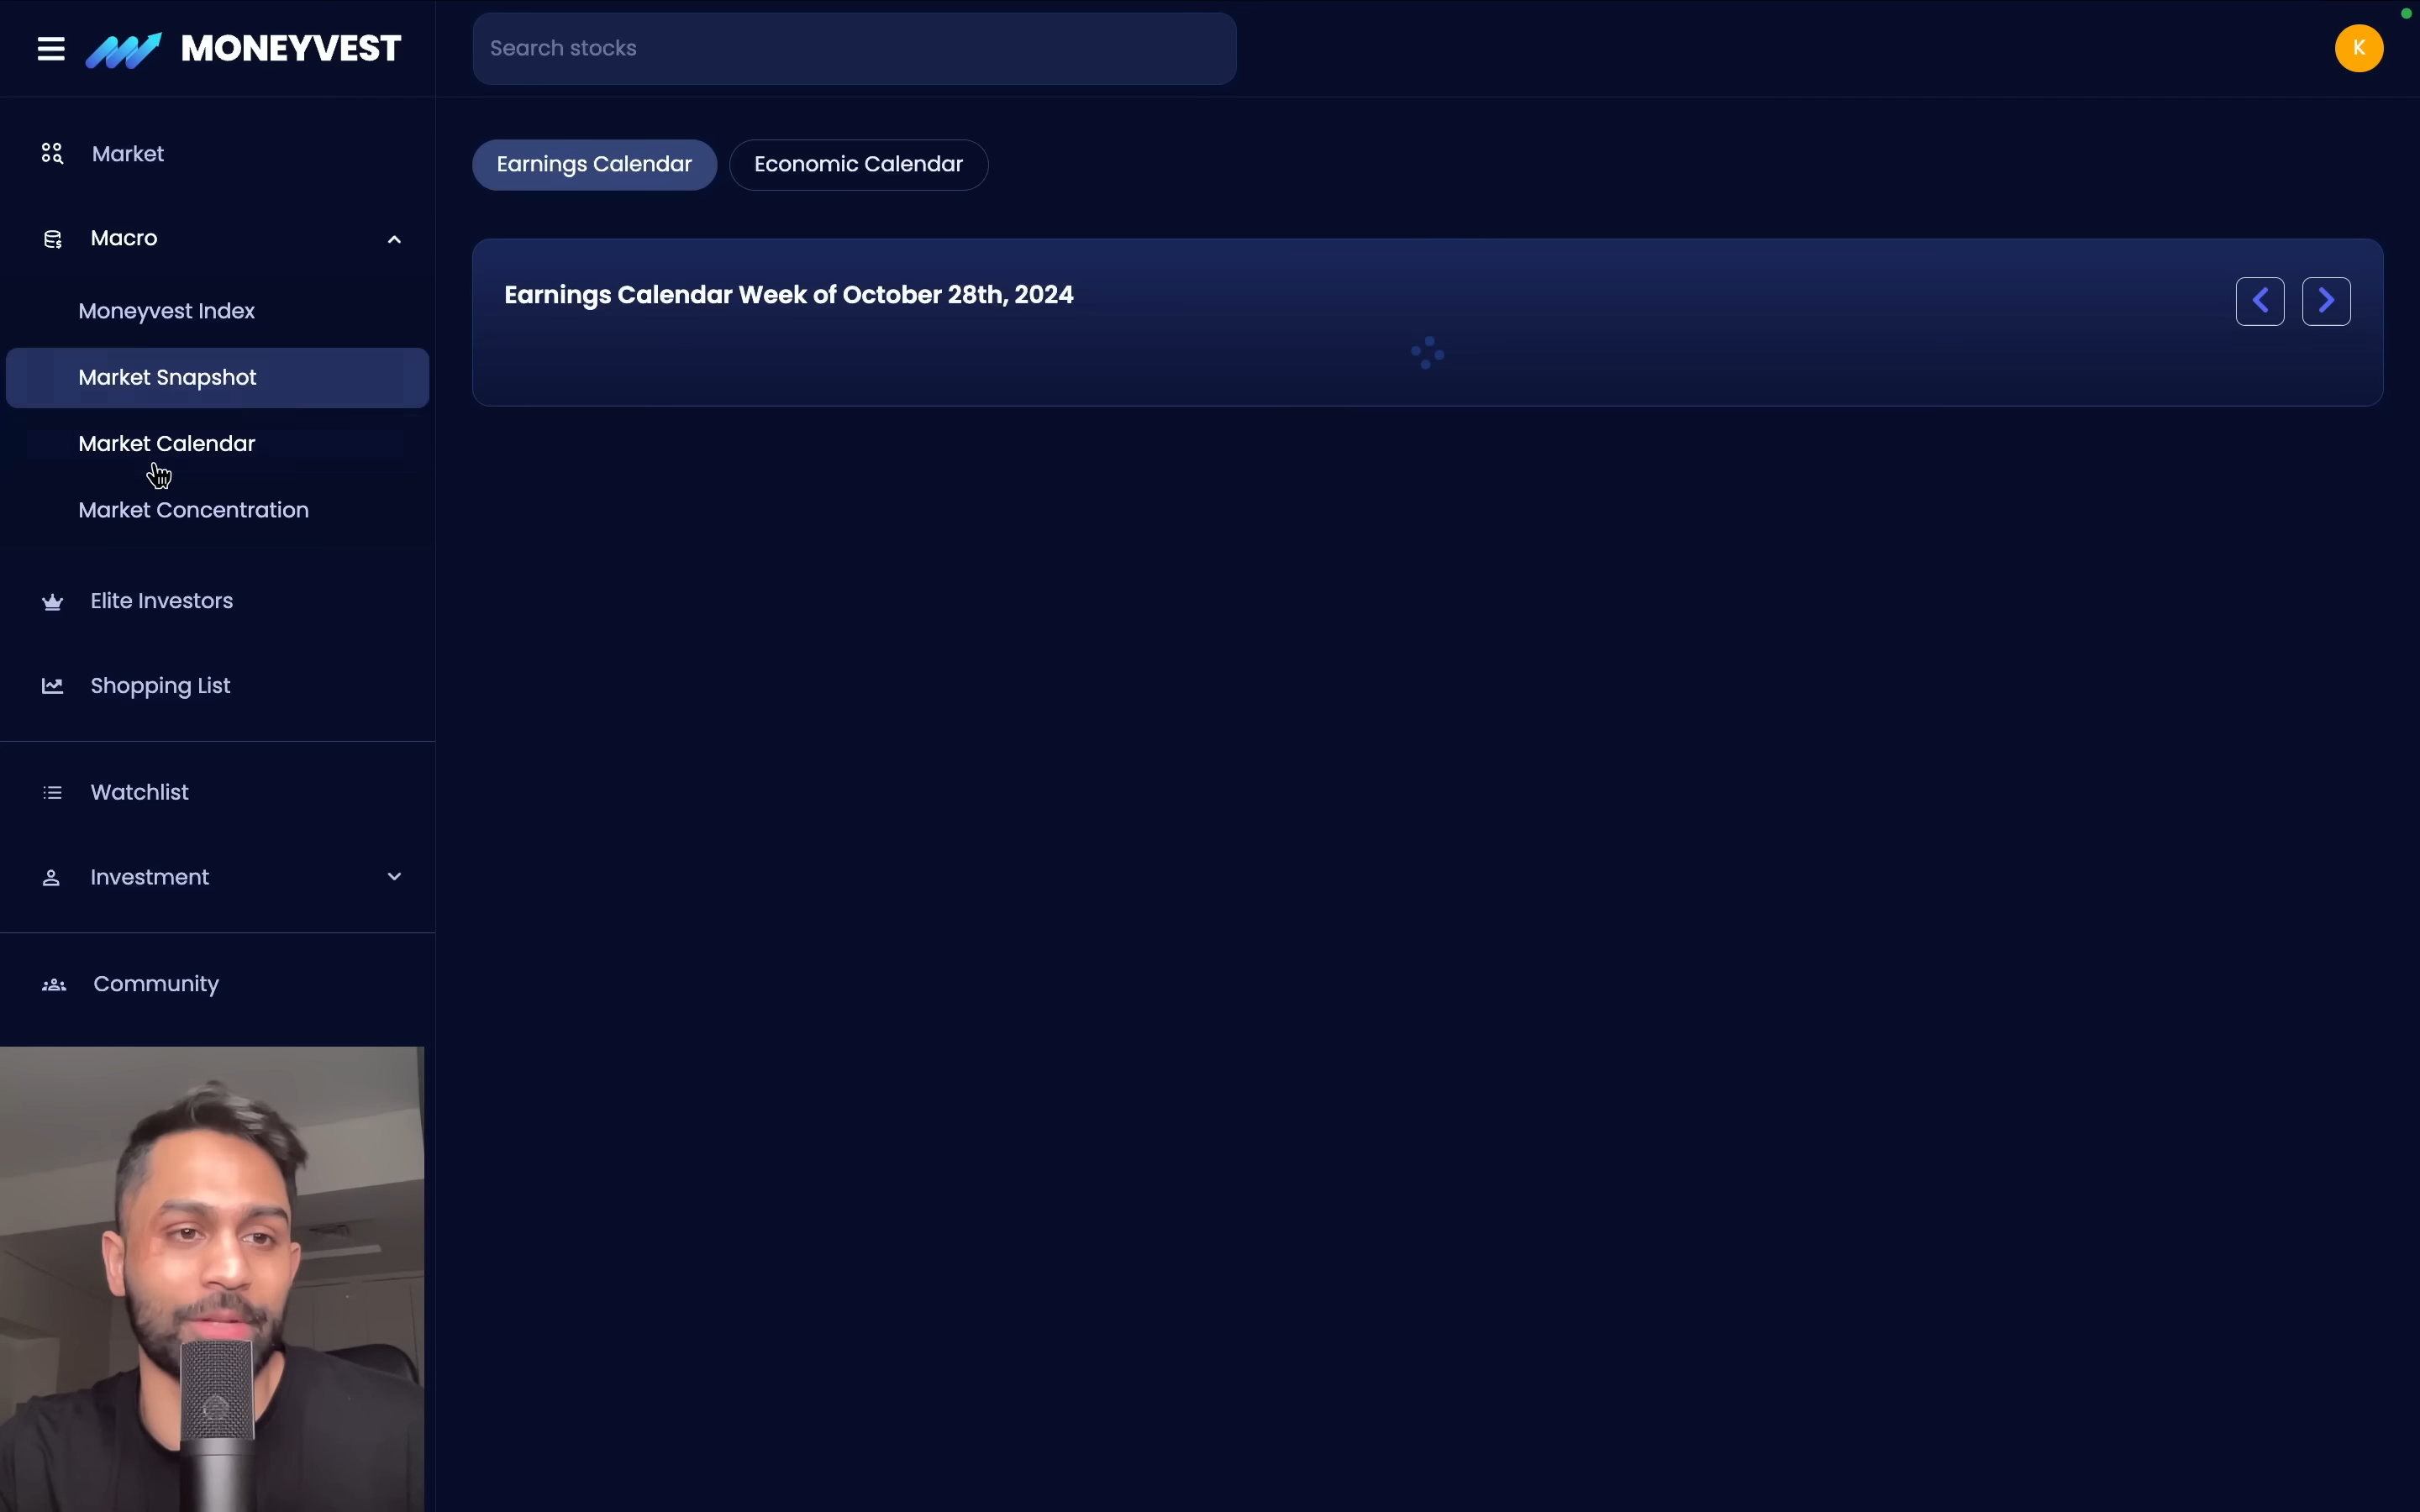 MONEYVEST
Search stocks
K
Market
Macro
Moneyvest Index
Market Snapshot
Market Calendar
Market Concentration
Elite Investors
Shopping List
Watchlist
Investment
Community
Earnings Calendar
Economic Calendar
Earnings Calendar Week of October 28th, 2024